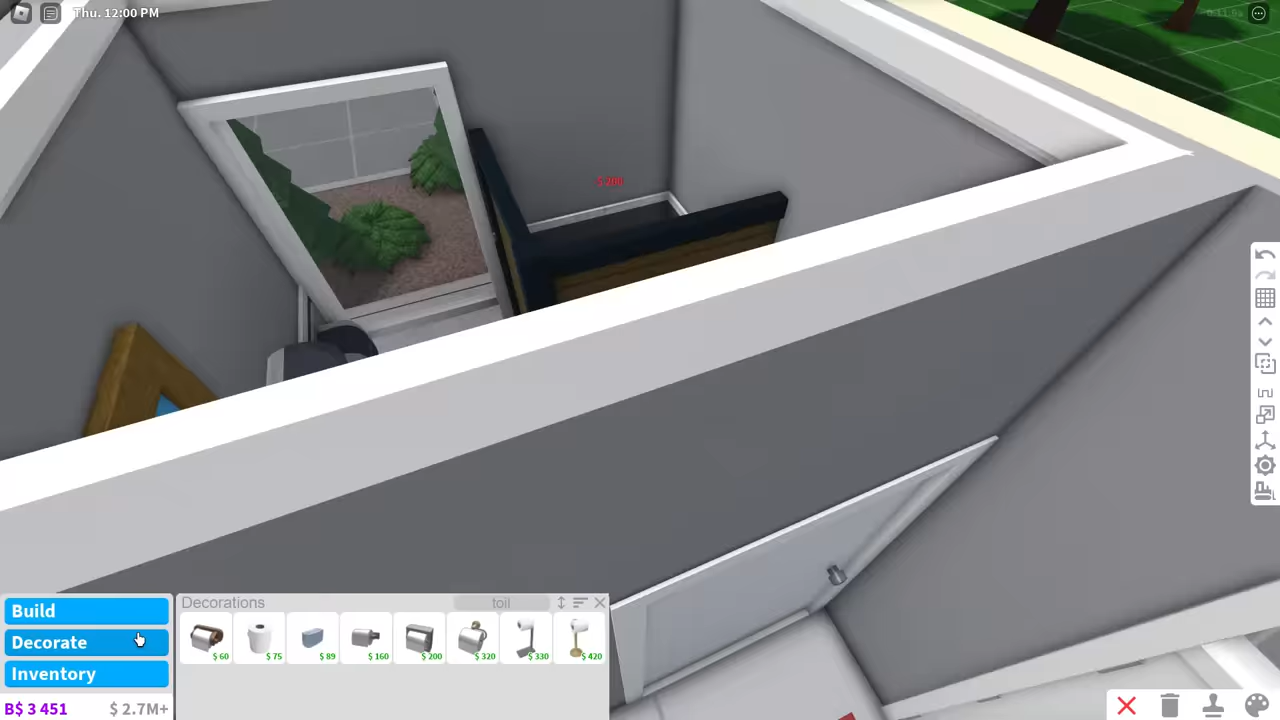 Thu. 12:00 PM
$ 200
Build
Decorate
Inventory
B$ 3 451
$ 2.7M+
Decorations
toil
$ 60
$ 75
$ 89
$ 160
$ 200
$ 320
$ 330
$ 420